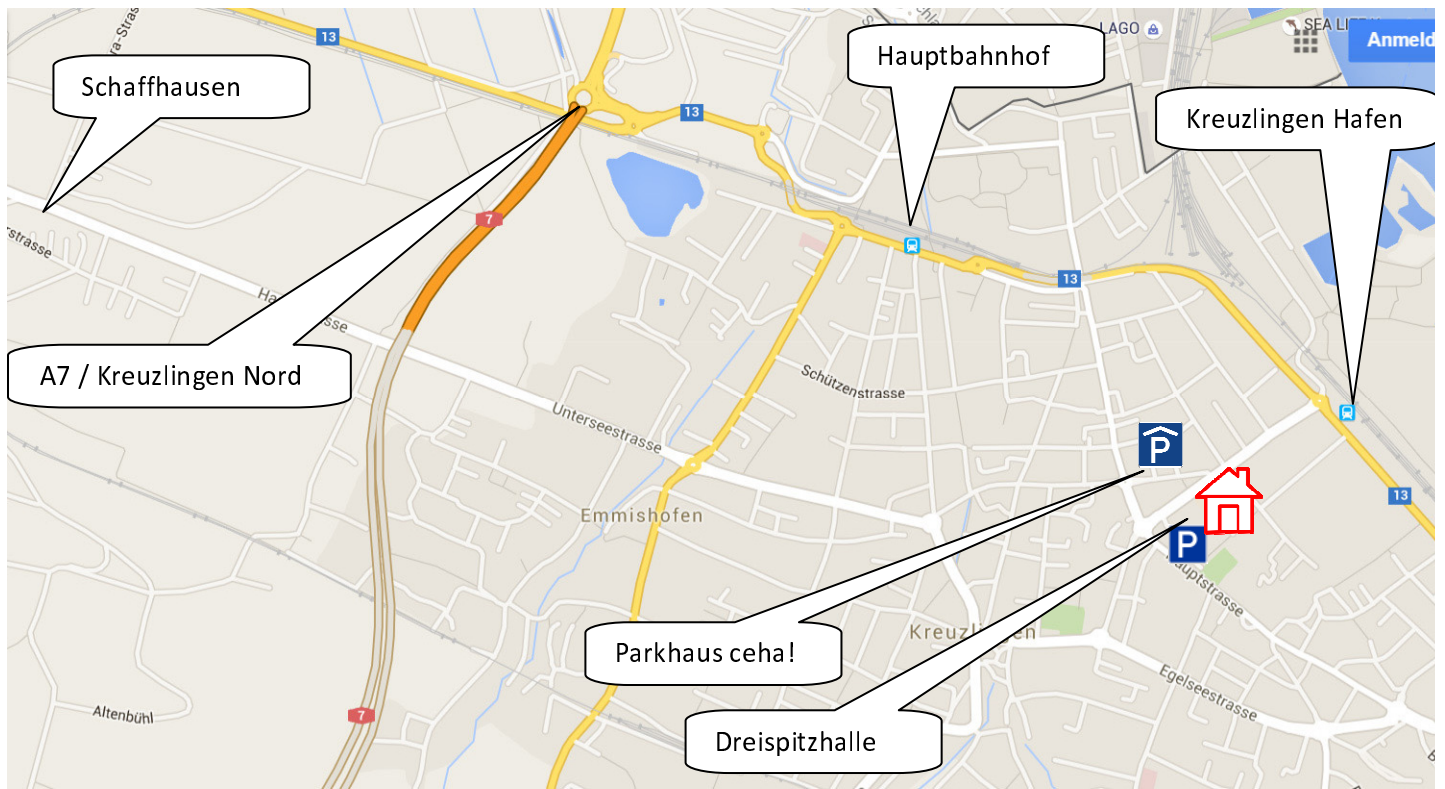 LAGO
SEA LIFE
Anmeld
13
Schaffhausen
Hauptbahnhof
Kreuzlingen Hafen
13
7
13
A7 / Kreuzlingen Nord
Schützenstrasse
Unterseestrasse
P
13
Emmishofen
P
Hauptstrasse
Parkhaus ceha!
Kreuzlingen
Egelseestrasse
Altenbühl
7
Dreispitzhalle